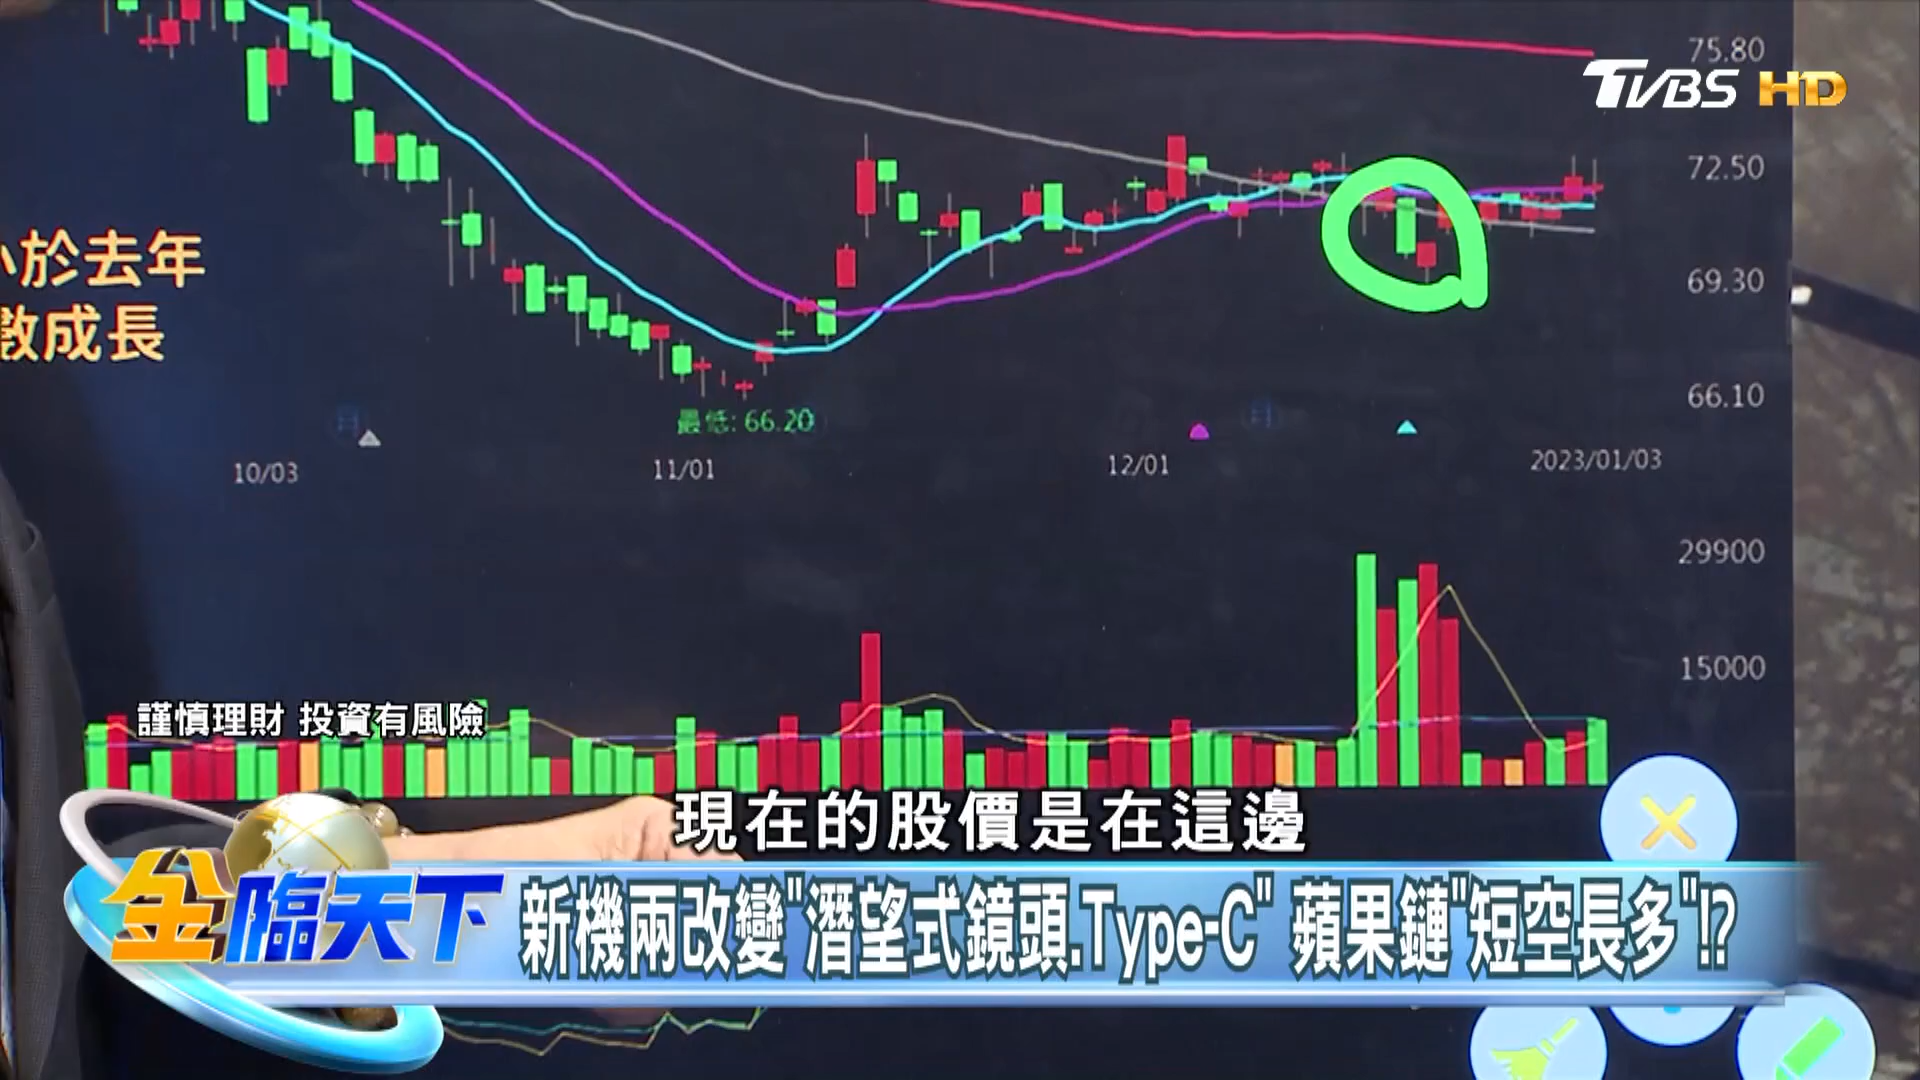 75.80
TVBS HD
72.50
小於去年
69.30
數成長
66.10
最低: 66.20
10/03
11/01
12/01
2023/01/03
29900
15000
謹慎理財 投資有風險
現在的股價是在這邊
金臨天下
新機兩改變"潛望式鏡頭.Type-C" 蘋果鏈"短空長多"!?